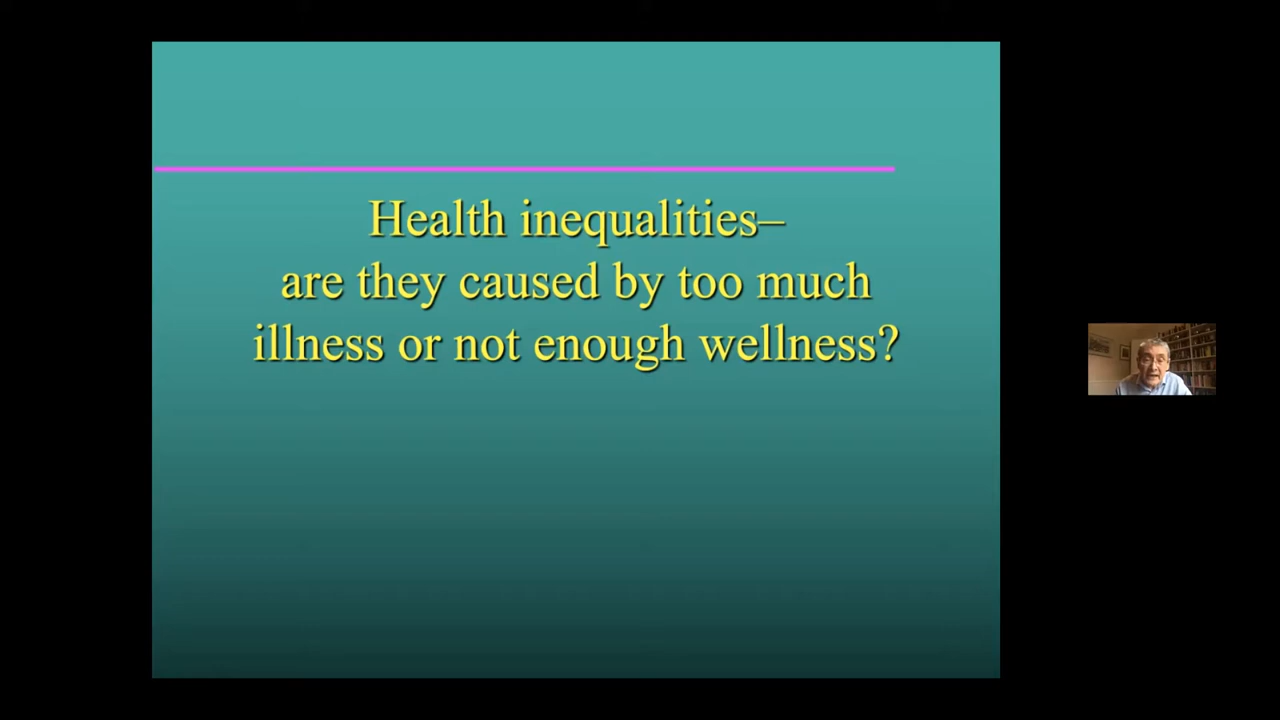 Health inequalities–
are they caused by too much
illness or not enough wellness?